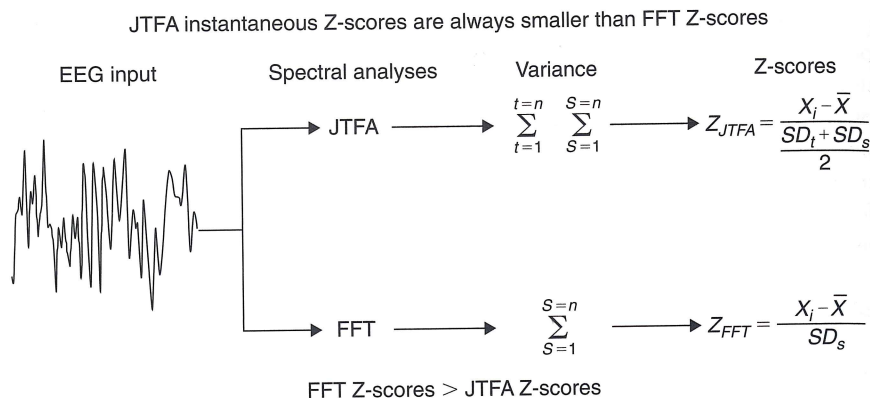 JTFA instantaneous Z-scores are always smaller than FFT Z-scores
EEG input
Spectral analyses
Variance
Z-scores
JTFA
t=n S=n
∑ ∑
t=1 S=1
Z_JTFA = (X_i − X̄) / ((SD_t + SD_s) / 2)
FFT
S=n
∑
S=1
Z_FFT = (X_i − X̄) / SD_s
FFT Z-scores > JTFA Z-scores